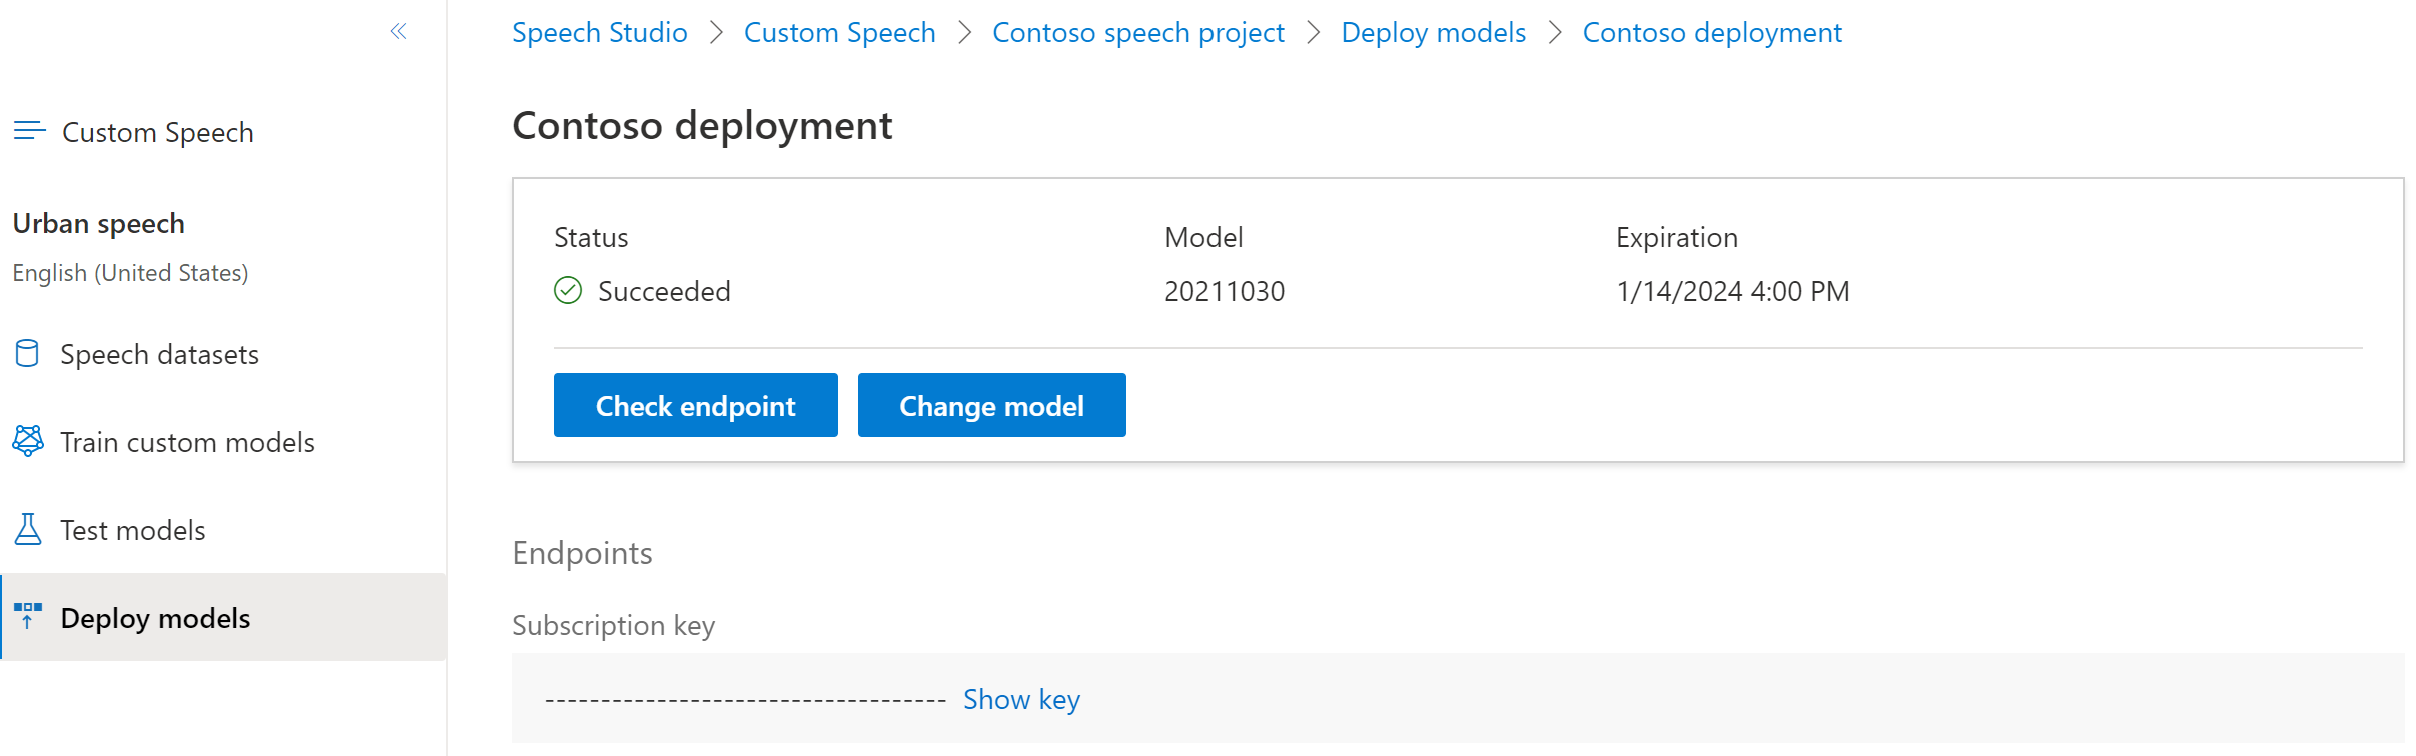 Speech Studio > Custom Speech > Contoso speech project > Deploy models > Contoso deployment
Custom Speech
Urban speech
English (United States)
Speech datasets
Train custom models
Test models
Deploy models
Contoso deployment
Status Model Expiration
Succeeded 20211030 1/14/2024 4:00 PM
Check endpoint Change model
Endpoints
Subscription key
------------------------------------ Show key